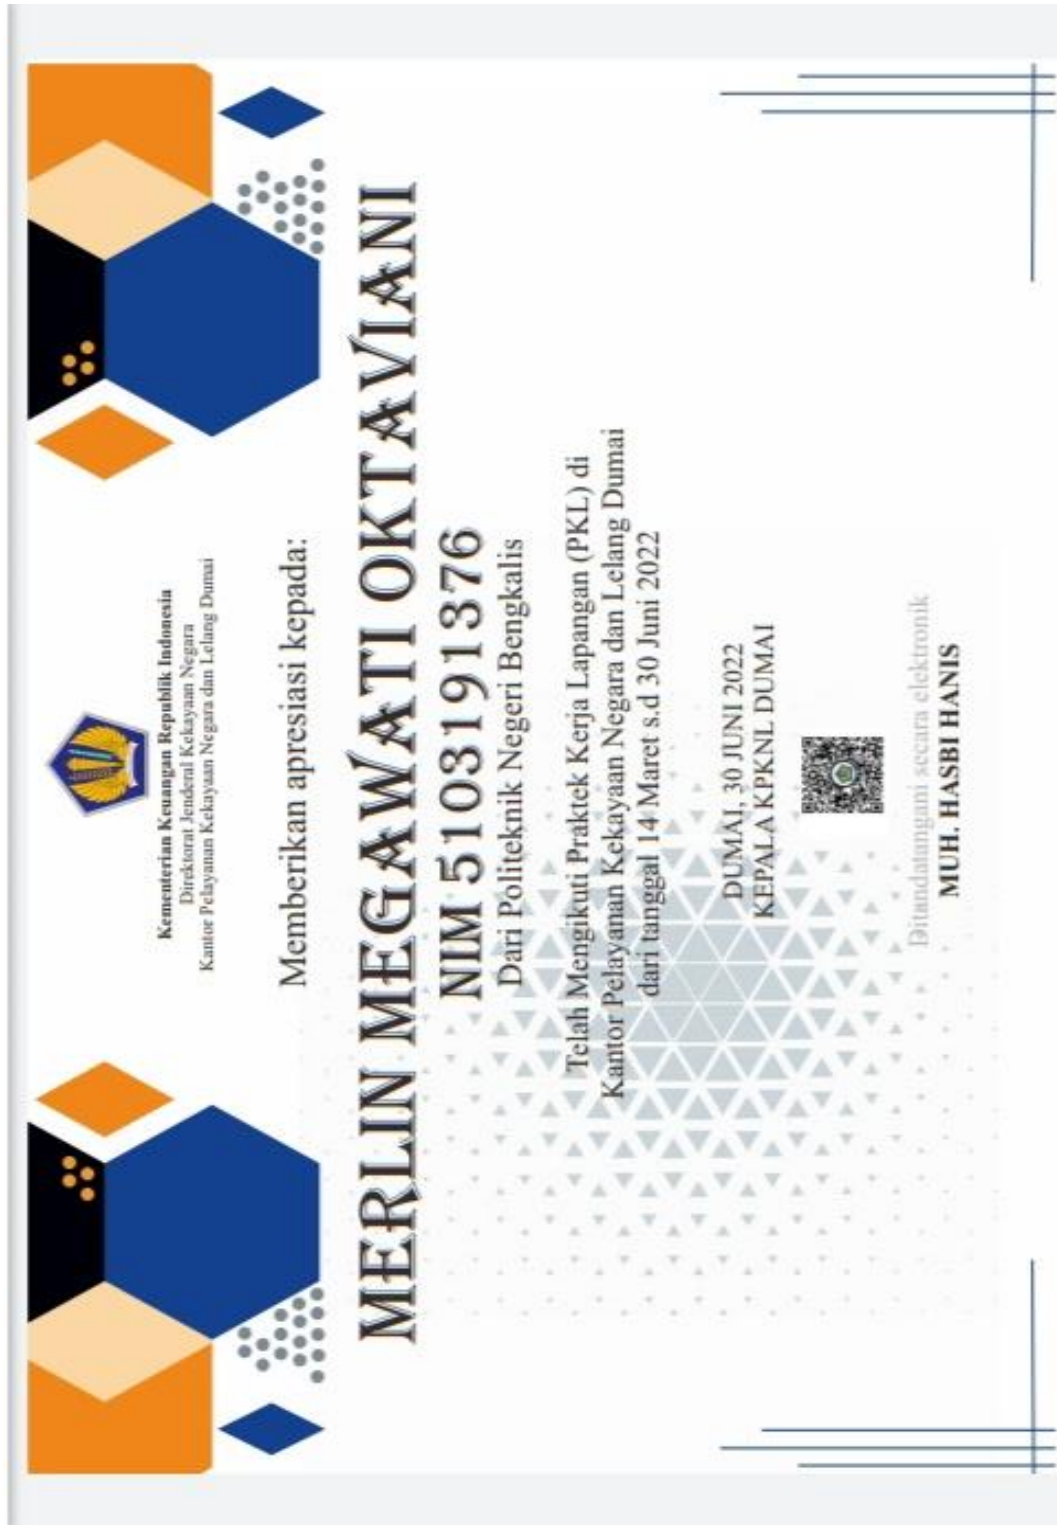 Kementerian Keuangan Republik Indonesia
Direktorat Jenderal Kekayaan Negara
Kantor Pelayanan Kekayaan Negara dan Lelang Dumai
Memberikan apresiasi kepada:
MERLIN MEGAWATI OKTAVIANI
NIM 5103191376
Dari Politeknik Negeri Bengkalis
Telah Mengikuti Praktek Kerja Lapangan (PKL) di
Kantor Pelayanan Kekayaan Negara dan Lelang Dumai
dari tanggal 14 Maret s.d 30 Juni 2022
DUMAI, 30 JUNI 2022
KEPALA KPKNL DUMAI
Ditandatangani secara elektronik
MUH. HASBI HANIS